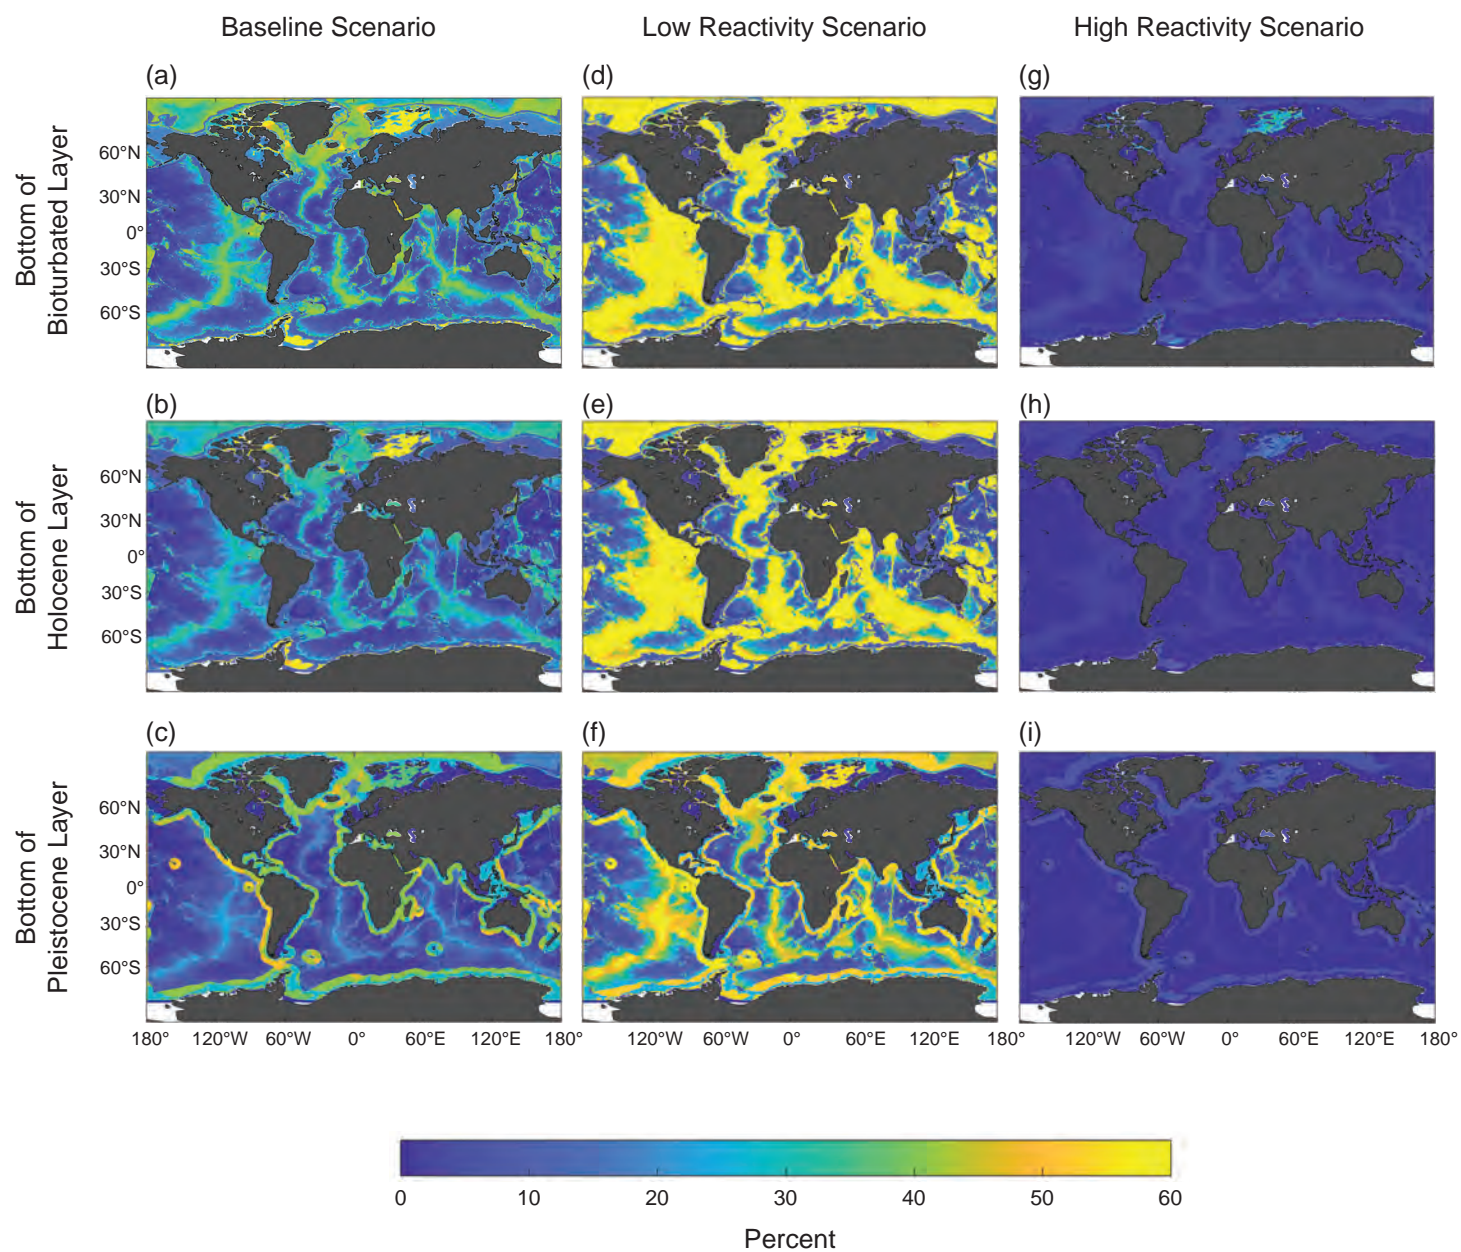 Baseline Scenario
Low Reactivity Scenario
High Reactivity Scenario
(a)
(d)
(g)
Bottom of
Bioturbated Layer
60°N
30°N
0°
30°S
60°S
(b)
(e)
(h)
Bottom of
Holocene Layer
60°N
30°N
0°
30°S
60°S
(c)
(f)
(i)
Bottom of
Pleistocene Layer
60°N
30°N
0°
30°S
60°S
180° 120°W 60°W 0° 60°E 120°E 180°
120°W 60°W 0° 60°E 120°E 180°
120°W 60°W 0° 60°E 120°E 180°
0 10 20 30 40 50 60
Percent